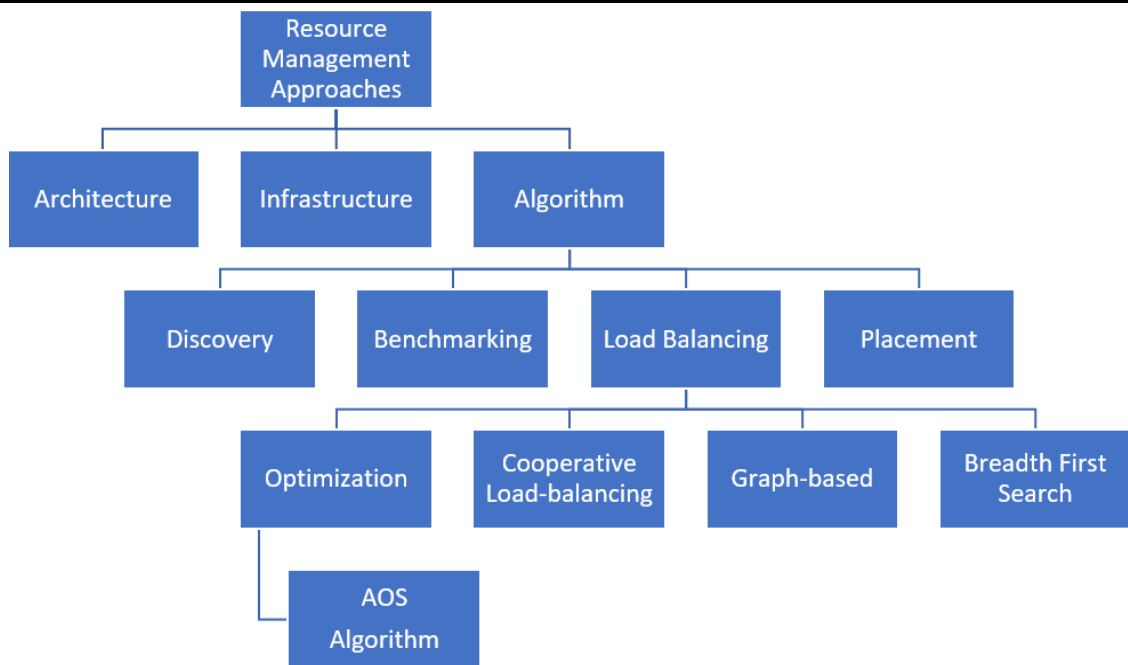 Resource
Management
Approaches
Architecture
Infrastructure
Algorithm
Discovery
Benchmarking
Load Balancing
Placement
Optimization
Cooperative
Load-balancing
Graph-based
Breadth First
Search
AOS
Algorithm